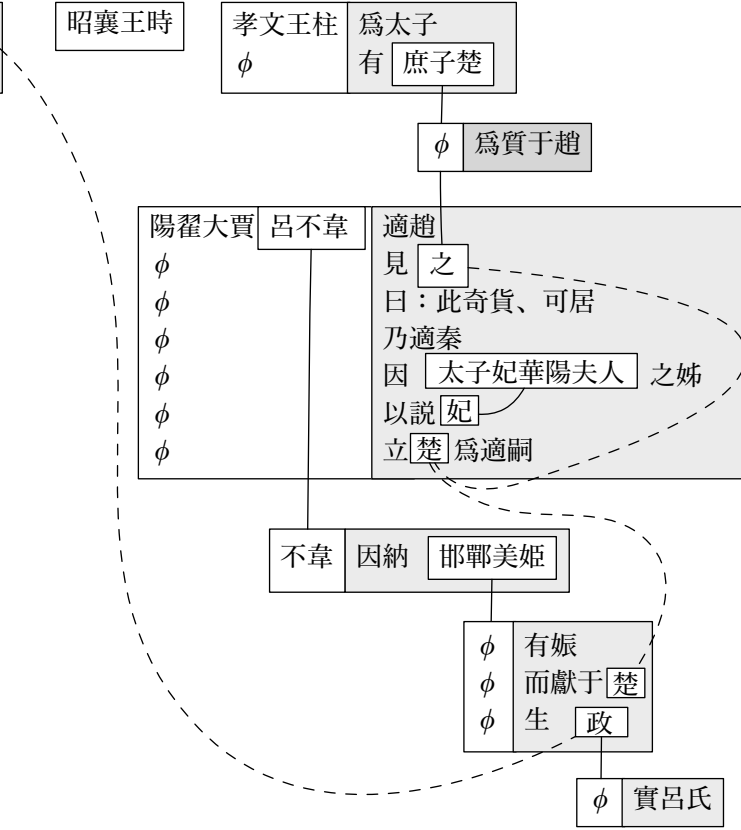 昭襄王時
孝文王柱 爲太子
ϕ 有 庶子楚
ϕ 爲質于趙
陽翟大賈 呂不韋 適趙
ϕ 見 之
ϕ 曰：此奇貨、可居
ϕ 乃適秦
ϕ 因 太子妃華陽夫人 之姊
ϕ 以説 妃
ϕ 立 楚 爲適嗣
不韋 因納 邯鄲美姫
ϕ 有娠
ϕ 而獻于 楚
ϕ 生 政
ϕ 實呂氏